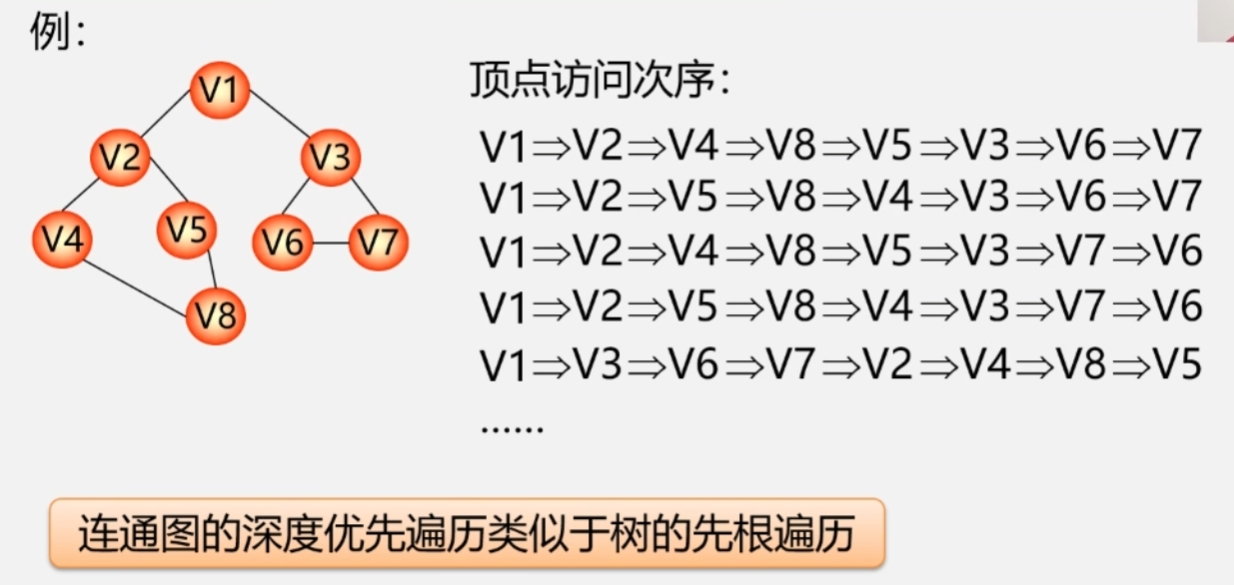 例：
顶点访问次序：
V1
V2
V3
V4
V5
V6
V7
V8
V1⇒V2⇒V4⇒V8⇒V5⇒V3⇒V6⇒V7
V1⇒V2⇒V5⇒V8⇒V4⇒V3⇒V6⇒V7
V1⇒V2⇒V4⇒V8⇒V5⇒V3⇒V7⇒V6
V1⇒V2⇒V5⇒V8⇒V4⇒V3⇒V7⇒V6
V1⇒V3⇒V6⇒V7⇒V2⇒V4⇒V8⇒V5
……
连通图的深度优先遍历类似于树的先根遍历